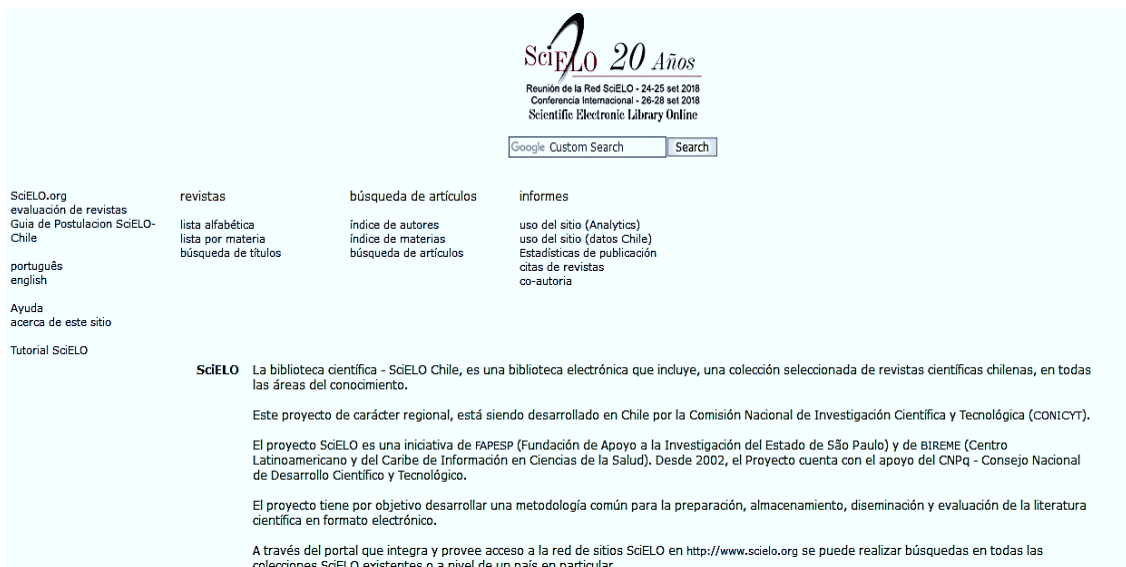 SciELO 20 Años
Reunión de la Red SciELO - 24-25 set 2018
Conferencia Internacional - 26-28 set 2018
Scientific Electronic Library Online
Google Custom Search Search
SciELO.org
evaluación de revistas
Guia de Postulacion SciELO-
Chile
português
english
Ayuda
acerca de este sitio
Tutorial SciELO
revistas
lista alfabética
lista por materia
búsqueda de títulos
búsqueda de artículos
índice de autores
índice de materias
búsqueda de artículos
informes
uso del sitio (Analytics)
uso del sitio (datos Chile)
Estadísticas de publicación
citas de revistas
co-autoria
SciELO La biblioteca científica - SciELO Chile, es una biblioteca electrónica que incluye, una colección seleccionada de revistas científicas chilenas, en todas
las áreas del conocimiento.
Este proyecto de carácter regional, está siendo desarrollado en Chile por la Comisión Nacional de Investigación Científica y Tecnológica (CONICYT).
El proyecto SciELO es una iniciativa de FAPESP (Fundación de Apoyo a la Investigación del Estado de São Paulo) y de BIREME (Centro
Latinoamericano y del Caribe de Información en Ciencias de la Salud). Desde 2002, el Proyecto cuenta con el apoyo del CNPq - Consejo Nacional
de Desarrollo Científico y Tecnológico.
El proyecto tiene por objetivo desarrollar una metodología común para la preparación, almacenamiento, diseminación y evaluación de la literatura
científica en formato electrónico.
A través del portal que integra y provee acceso a la red de sitios SciELO en http://www.scielo.org se puede realizar búsquedas en todas las
colecciones SciELO existentes o a nivel de un país en particular.